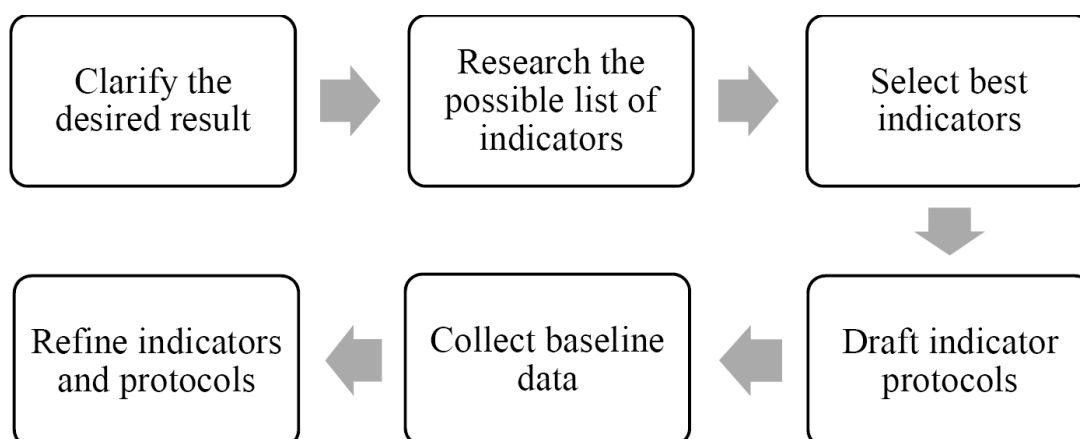 Clarify the
desired result
Research the
possible list of
indicators
Select best
indicators
Draft indicator
protocols
Collect baseline
data
Refine indicators
and protocols